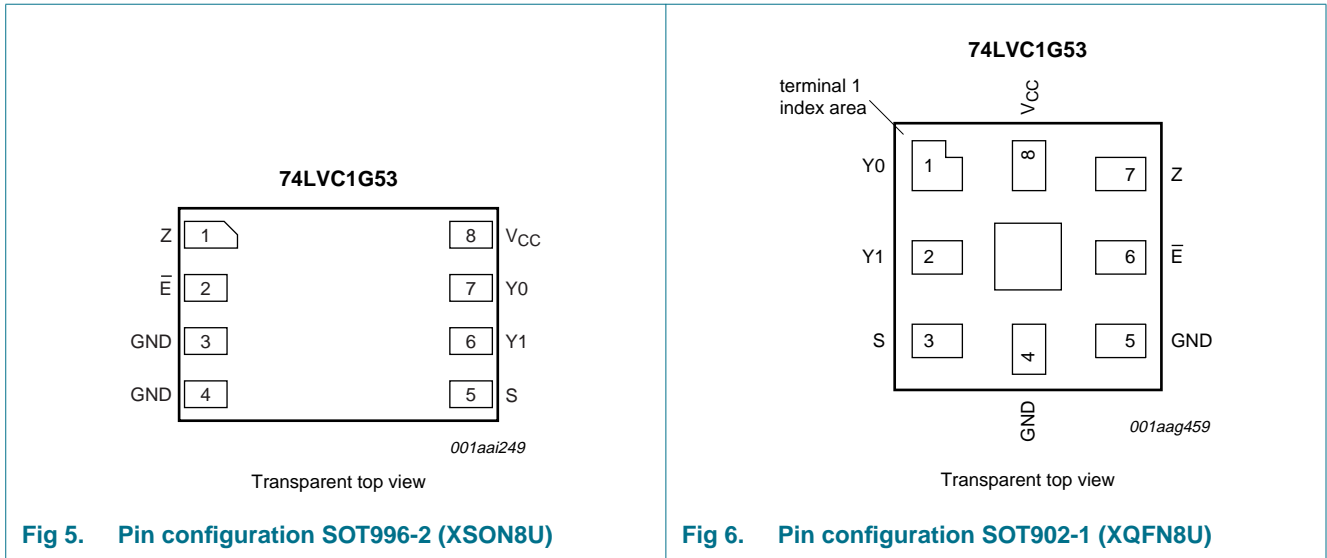 74LVC1G53
Z 1 8 VCC
E̅ 2 7 Y0
GND 3 6 Y1
GND 4 5 S
001aai249
Transparent top view
Fig 5. Pin configuration SOT996-2 (XSON8U)
74LVC1G53
terminal 1
index area
VCC
Y0 1 8 7 Z
Y1 2 6 E̅
S 3 4 5 GND
GND
001aag459
Transparent top view
Fig 6. Pin configuration SOT902-1 (XQFN8U)